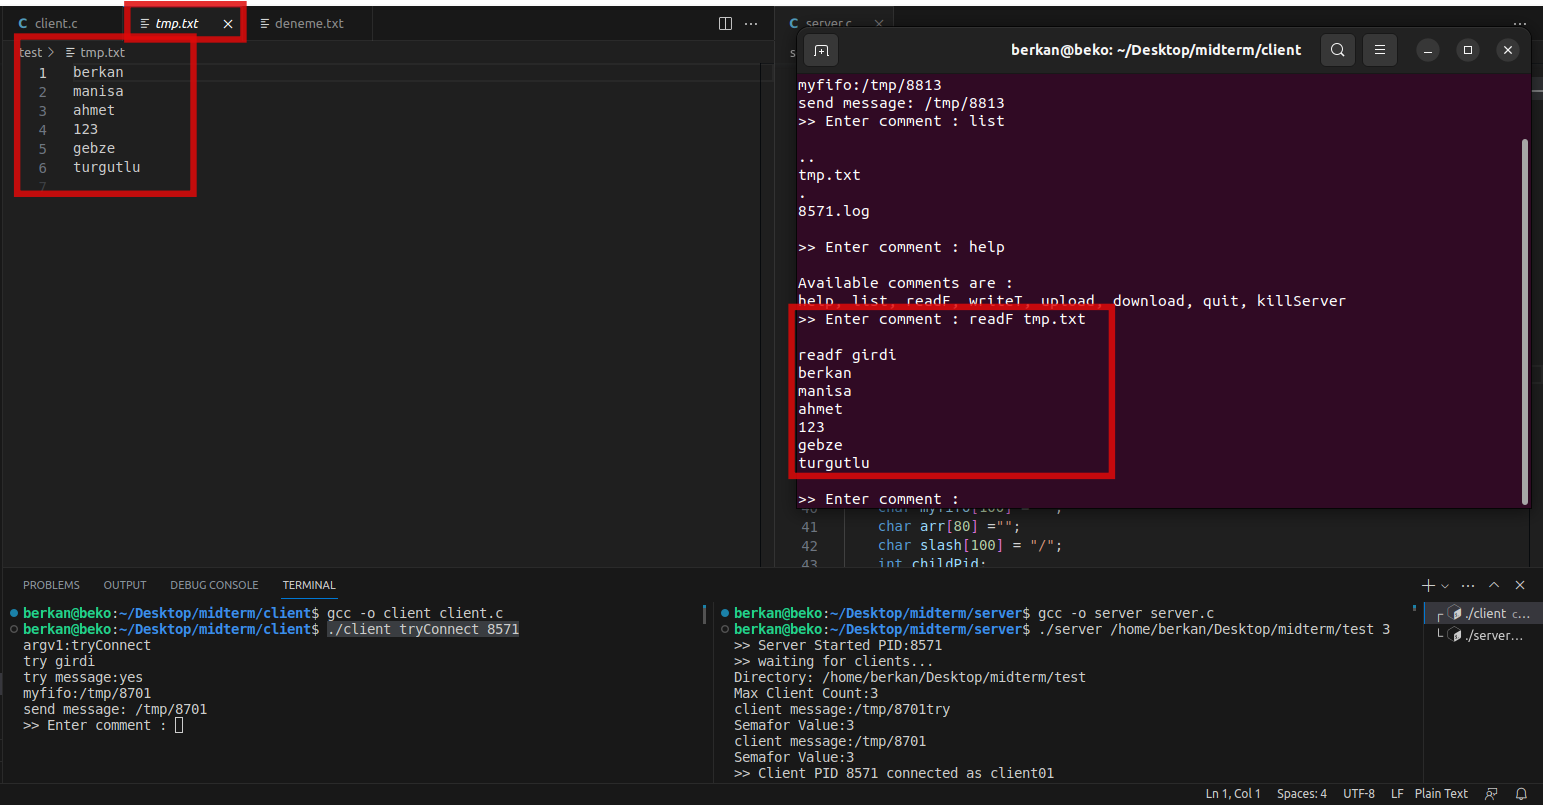 client.c
tmp.txt
deneme.txt
server.c
test > tmp.txt
1 berkan
2 manisa
3 ahmet
4 123
5 gebze
6 turgutlu
7
berkan@beko: ~/Desktop/midterm/client
myfifo:/tmp/8813
send message: /tmp/8813
>> Enter comment : list
..
tmp.txt
.
8571.log
>> Enter comment : help
Available comments are :
help, list, readF, writeT, upload, download, quit, killServer
>> Enter comment : readF tmp.txt
readf girdi
berkan
manisa
ahmet
123
gebze
turgutlu
>> Enter comment :
40 char myfifo[100] = "";
41 char arr[80] ="";
42 char slash[100] = "/";
43 int childPid;
PROBLEMS OUTPUT DEBUG CONSOLE TERMINAL
berkan@beko:~/Desktop/midterm/client$ gcc -o client client.c
berkan@beko:~/Desktop/midterm/client$ ./client tryConnect 8571
argv1:tryConnect
try girdi
try message:yes
myfifo:/tmp/8701
send message: /tmp/8701
>> Enter comment :
berkan@beko:~/Desktop/midterm/server$ gcc -o server server.c
berkan@beko:~/Desktop/midterm/server$ ./server /home/berkan/Desktop/midterm/test 3
>> Server Started PID:8571
>> waiting for clients...
Directory: /home/berkan/Desktop/midterm/test
Max Client Count:3
client message:/tmp/8701try
Semafor Value:3
client message:/tmp/8701
Semafor Value:3
>> Client PID 8571 connected as client01
./client c...
./server...
Ln 1, Col 1 Spaces: 4 UTF-8 LF Plain Text